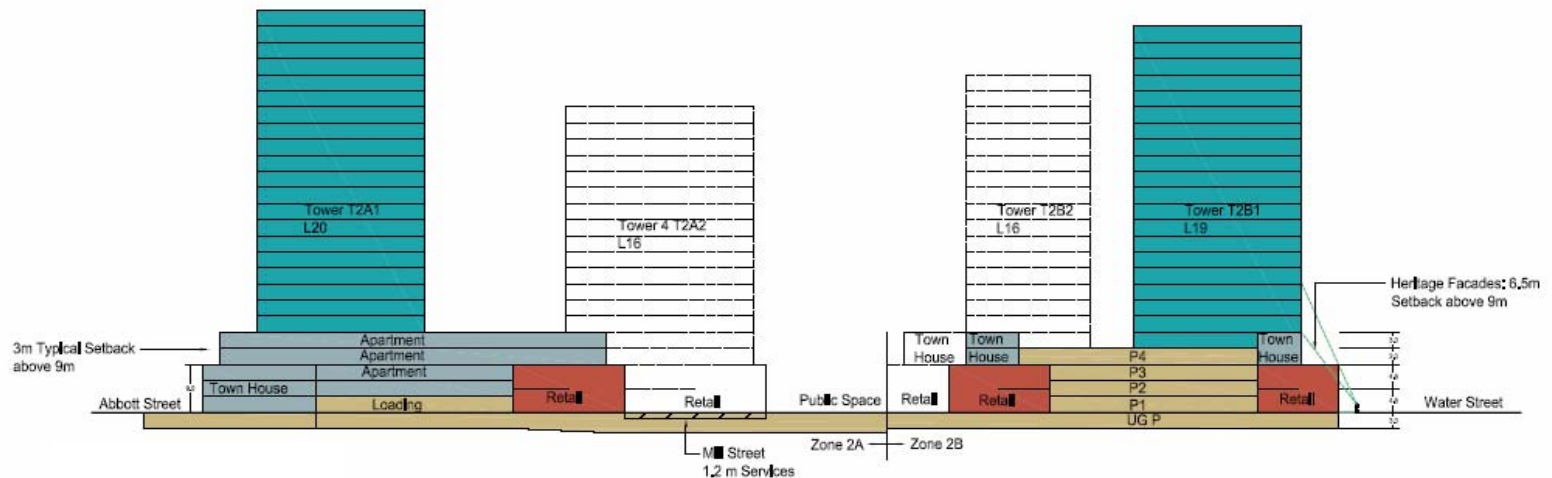 Tower T2A1
L20
Tower 4 T2A2
L16
Tower T2B2
L16
Tower T2B1
L19
Heritage Facades: 6.5m
Setback above 9m
3m Typical Setback
above 9m
Apartment
Apartment
Apartment
Town House
Loading
Retail
Retail
Abbott Street
Public Space
Town
House
Town
House
Town
House
P4
P3
P2
P1
UG P
Retail
Retail
Retail
Water Street
Zone 2A
Zone 2B
Mill Street
1.2 m Services